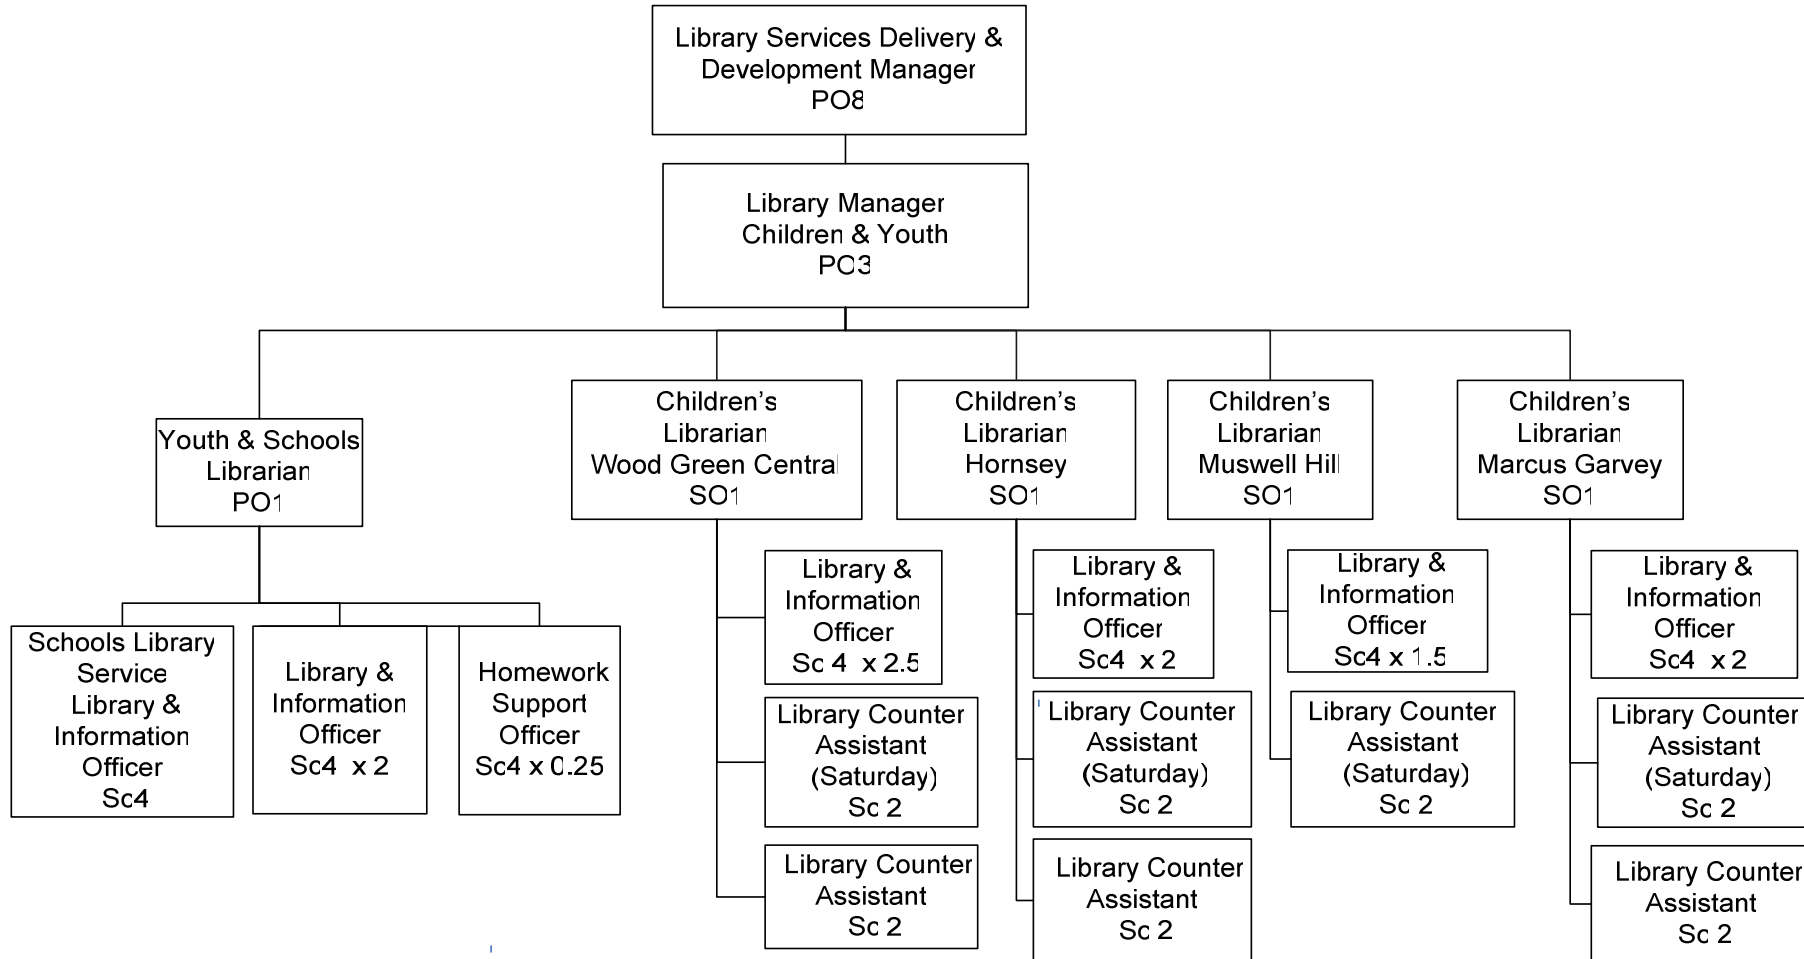 Library Services Delivery &
Development Manager
PO8
Library Manager
Children & Youth
PO3
Youth & Schools
Librarian
PO1
Children’s
Librarian
Wood Green Central
SO1
Children’s
Librarian
Hornsey
SO1
Children’s
Librarian
Muswell Hill
SO1
Children’s
Librarian
Marcus Garvey
SO1
Schools Library
Service
Library &
Information
Officer
Sc4
Library &
Information
Officer
Sc4 x 2
Homework
Support
Officer
Sc4 x 0.25
Library &
Information
Officer
Sc 4 x 2.5
Library Counter
Assistant
(Saturday)
Sc 2
Library Counter
Assistant
Sc 2
Library &
Information
Officer
Sc4 x 2
Library Counter
Assistant
(Saturday)
Sc 2
Library Counter
Assistant
Sc 2
Library &
Information
Officer
Sc4 x 1.5
Library Counter
Assistant
(Saturday)
Sc 2
Library &
Information
Officer
Sc4 x 2
Library Counter
Assistant
(Saturday)
Sc 2
Library Counter
Assistant
Sc 2